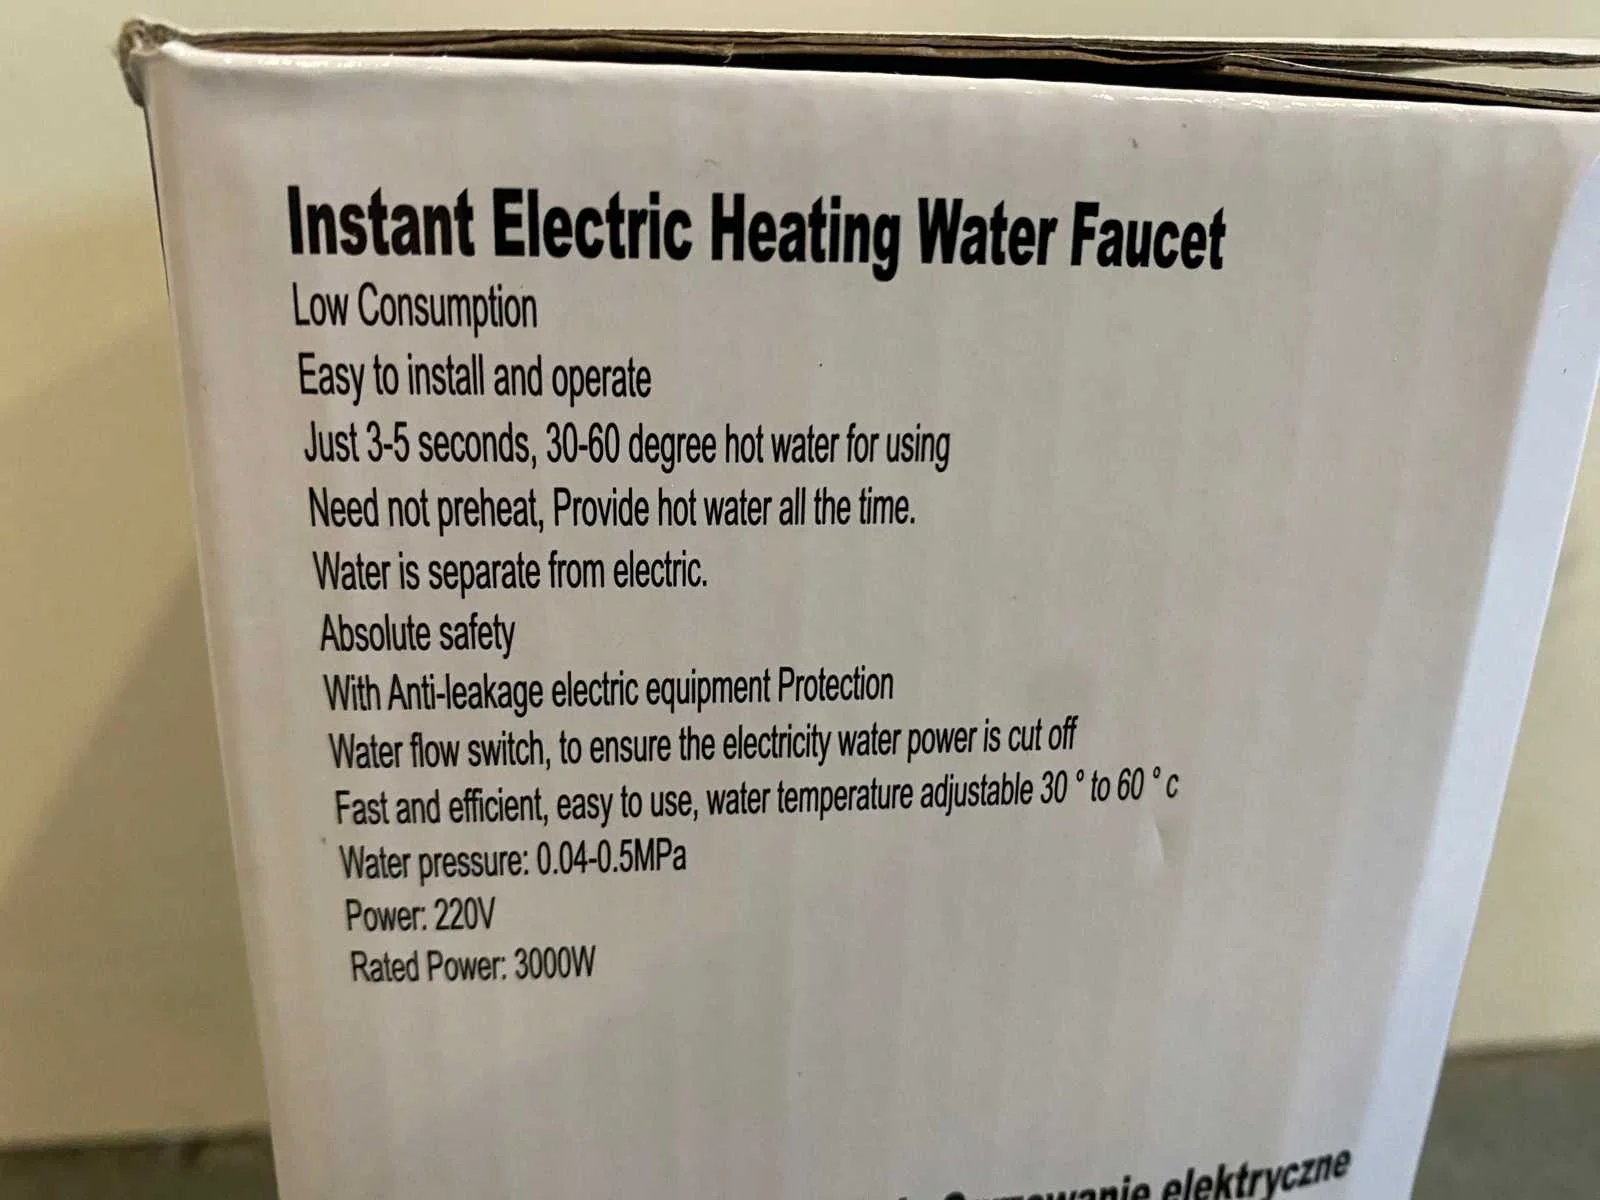 Instant Electric Heating Water Faucet
Low Consumption
Easy to install and operate
Just 3-5 seconds, 30-60 degree hot water for using
Need not preheat, Provide hot water all the time.
Water is separate from electric.
Absolute safety
With Anti-leakage electric equipment Protection
Water flow switch, to ensure the electricity water power is cut off
Fast and efficient, easy to use, water temperature adjustable 30 ° to 60 ° c
Water pressure: 0.04-0.5MPa
Power: 220V
Rated Power: 3000W
elektryczne